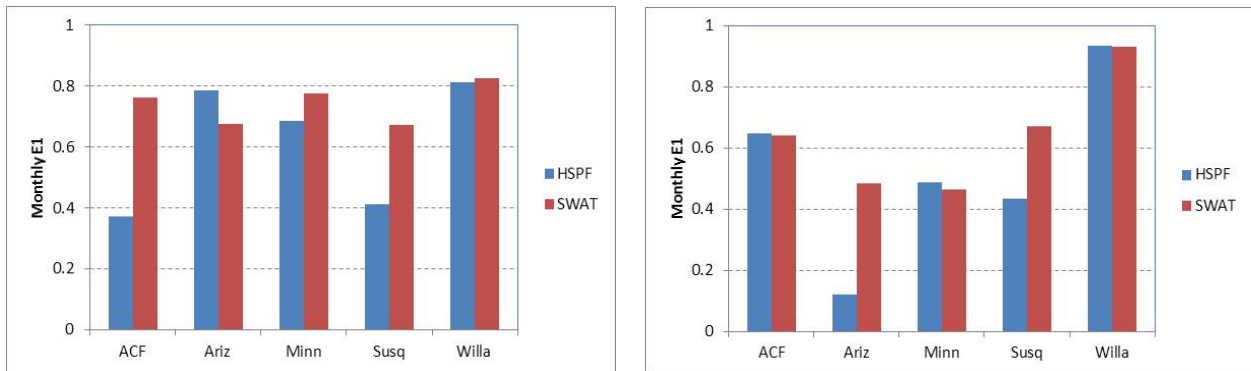 1
0.8
0.6
0.4
0.2
0
Monthly E1
ACF Ariz Minn Susq Willa
HSPF
SWAT
1
0.8
0.6
0.4
0.2
0
Monthly E1
ACF Ariz Minn Susq Willa
HSPF
SWAT